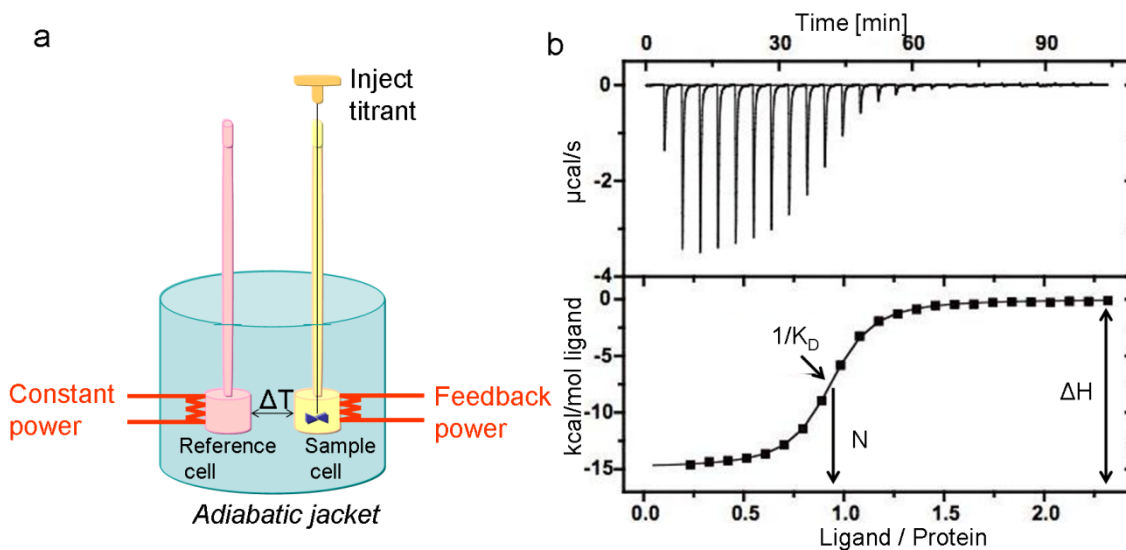 a
Inject
titrant
Constant
power
ΔT
Feedback
power
Reference
cell
Sample
cell
Adiabatic jacket
b
Time [min]
0 30 60 90
0
-2
-4
µcal/s
0
-5
-10
-15
kcal/mol ligand
1/K_D
N
ΔH
0.0 0.5 1.0 1.5 2.0
Ligand / Protein